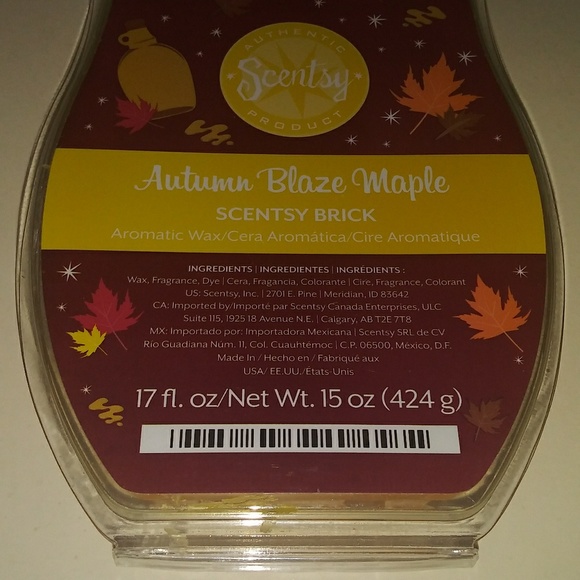 AUTHENTIC
Scentsy
PRODUCT
Autumn Blaze Maple
SCENTSY BRICK
Aromatic Wax/Cera Aromática/Cire Aromatique
INGREDIENTS | INGREDIENTES | INGRÉDIENTS :
Wax, Fragrance, Dye | Cera, Fragancia, Colorante | Cire, Fragrance, Colorant
US: Scentsy, Inc. | 2701 E. Pine | Meridian, ID 83642
CA: Imported by/Importé par Scentsy Canada Enterprises, ULC
Suite 115, 1925 18 Avenue N.E. | Calgary, AB T2E 7T8
MX: Importado por: Importadora Mexicana | Scentsy SRL de CV
Río Guadiana Núm. 11, Col. Cuauhtémoc | C.P. 06500, México, D.F.
Made In / Hecho en / Fabriqué aux
USA/ EE.UU./États-Unis
17 fl. oz/Net Wt. 15 oz (424 g)